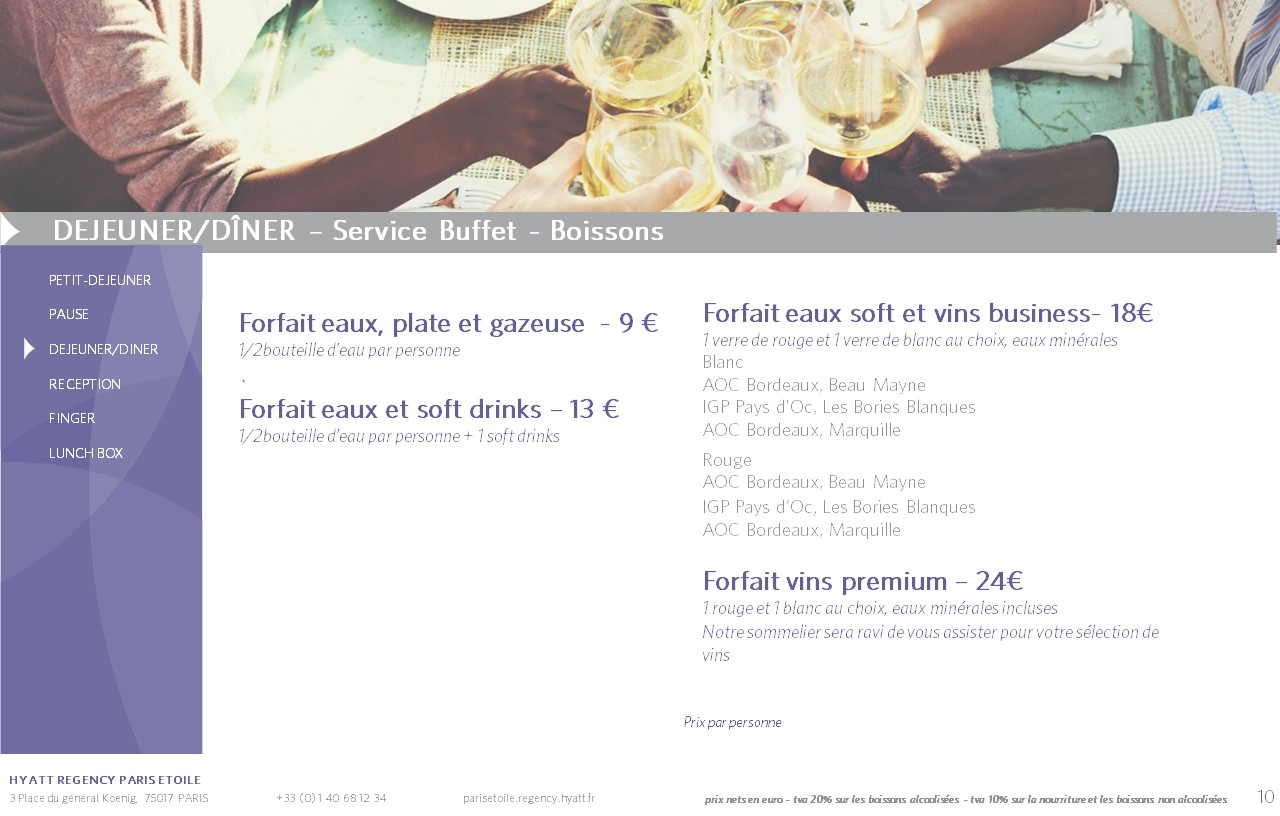 DEJEUNER/DÎNER – Service Buffet - Boissons
PETIT-DEJEUNER
PAUSE
DEJEUNER/DINER
RECEPTION
FINGER
LUNCH BOX
Forfait eaux, plate et gazeuse - 9 €
1/2bouteille d'eau par personne
Forfait eaux et soft drinks – 13 €
1/2bouteille d'eau par personne + 1 soft drinks
Forfait eaux soft et vins business- 18€
1 verre de rouge et 1 verre de blanc au choix, eaux minérales
Blanc
AOC Bordeaux, Beau Mayne
IGP Pays d'Oc, Les Bories Blanques
AOC Bordeaux, Marquille
Rouge
AOC Bordeaux, Beau Mayne
IGP Pays d'Oc, Les Bories Blanques
AOC Bordeaux, Marquille
Forfait vins premium – 24€
1 rouge et 1 blanc au choix, eaux minérales incluses
Notre sommelier sera ravi de vous assister pour votre sélection de
vins
Prix par personne
HYATT REGENCY PARIS ETOILE
3 Place du général Koenig, 75017 PARIS
+33 (0) 1 40 68 12 34
parisetoile.regency.hyatt.fr
prix nets en euro - tva 20% sur les boissons alcoolisées - tva 10% sur la nourriture et les boissons non alcoolisées
10